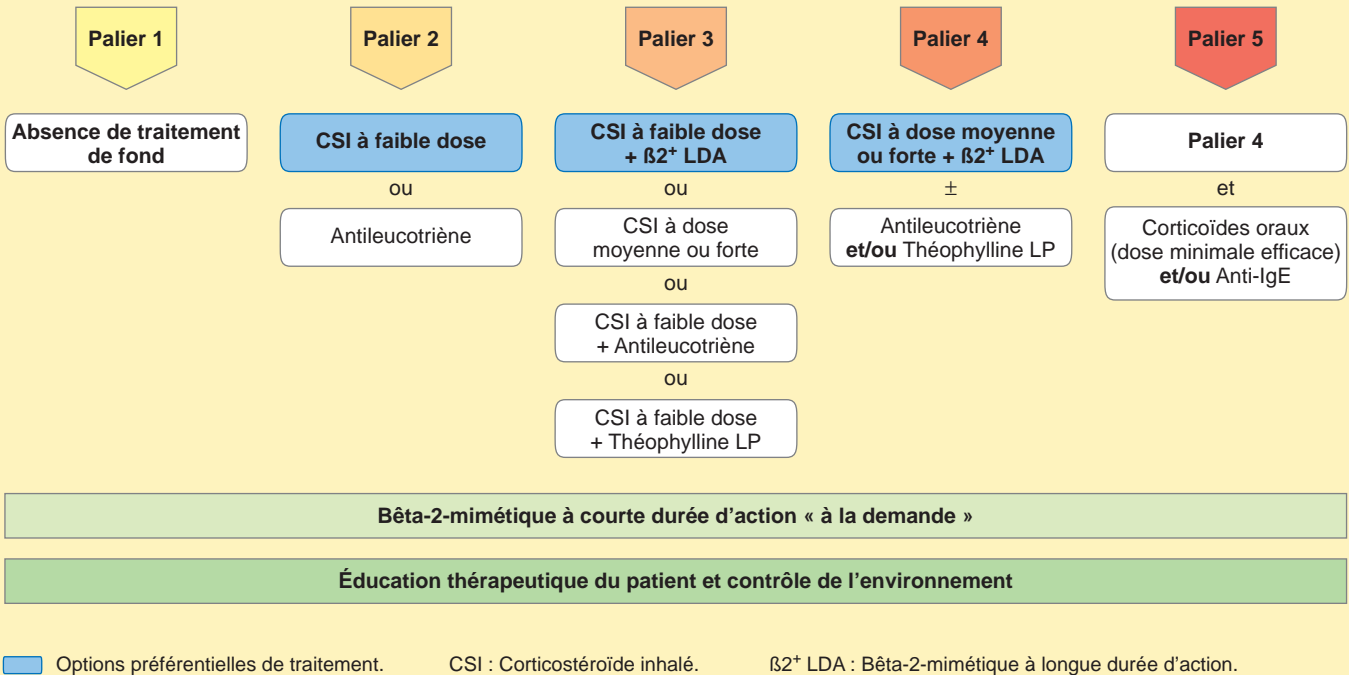 Palier 1
Palier 2
Palier 3
Palier 4
Palier 5
Absence de traitement
de fond
CSI à faible dose
ou
Antileucotriène
CSI à faible dose
+ ß2⁺ LDA
ou
CSI à dose
moyenne ou forte
ou
CSI à faible dose
+ Antileucotriène
ou
CSI à faible dose
+ Théophylline LP
CSI à dose moyenne
ou forte + ß2⁺ LDA
±
Antileucotriène
et/ou Théophylline LP
Palier 4
et
Corticoïdes oraux
(dose minimale efficace)
et/ou Anti-IgE
Bêta-2-mimétique à courte durée d’action « à la demande »
Éducation thérapeutique du patient et contrôle de l’environnement
Options préférentielles de traitement. CSI : Corticostéroïde inhalé. ß2⁺ LDA : Bêta-2-mimétique à longue durée d’action.